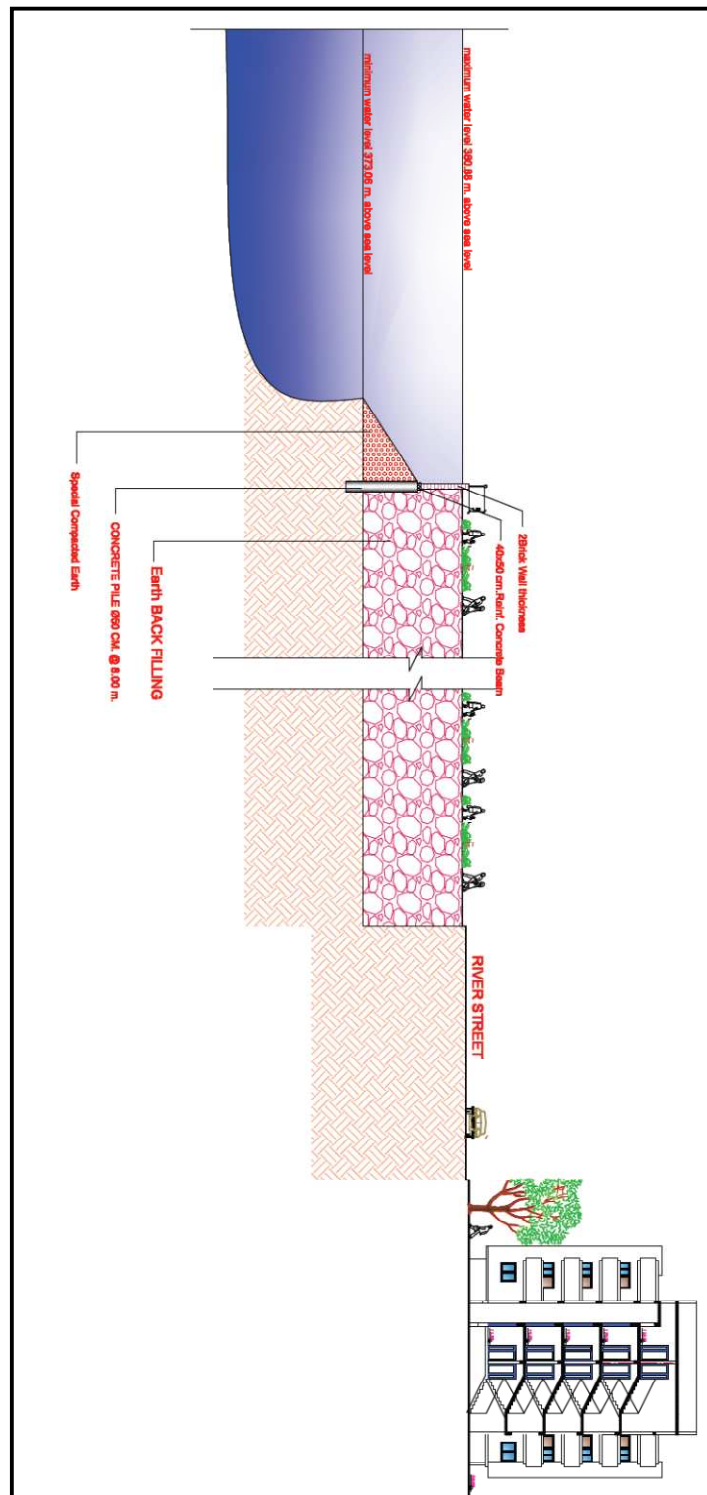 maximum water level 380.88 m. above sea level
minimum water level 373.06 m. above sea level
2Brick Wall thickness
40x50 cm.Reinf. Concrete Beam
Earth BACK FILLING
CONCRETE PILE Ø50 CM. @ 8.00 m.
Special Compacted Earth
RIVER STREET